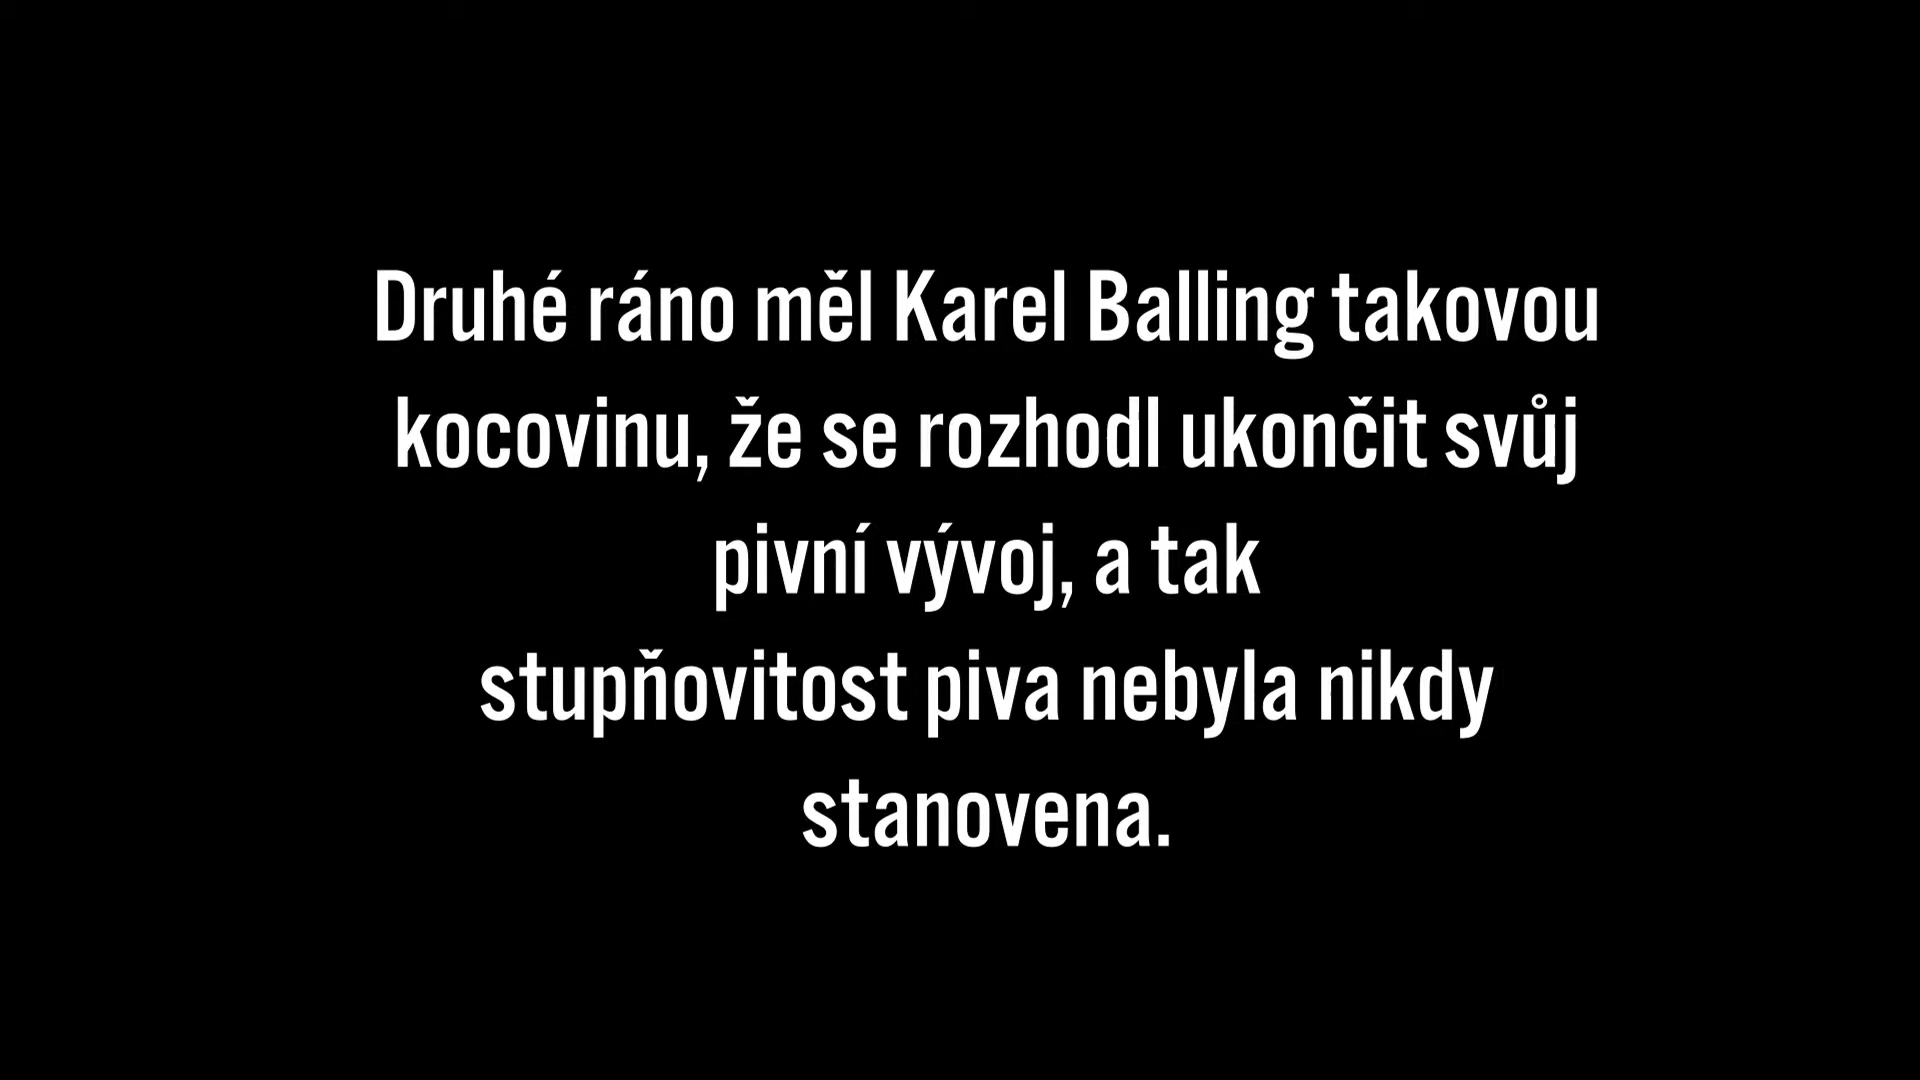 Druhé ráno měl Karel Balling takovou
kocovinu, že se rozhodl ukončit svůj
pivní vývoj, a tak
stupňovitost piva nebyla nikdy
stanovena.